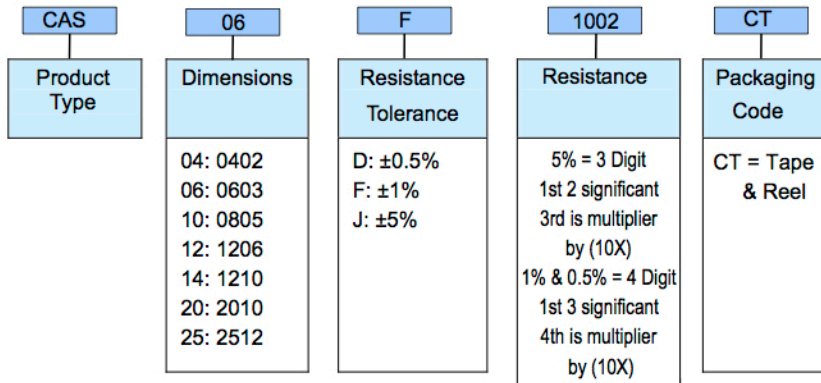 CAS
06
F
1002
CT
Product
Type
Dimensions
04: 0402
06: 0603
10: 0805
12: 1206
14: 1210
20: 2010
25: 2512
Resistance
Tolerance
D: ±0.5%
F: ±1%
J: ±5%
Resistance
5% = 3 Digit
1st 2 significant
3rd is multiplier
by (10X)
1% & 0.5% = 4 Digit
1st 3 significant
4th is multiplier
by (10X)
Packaging
Code
CT = Tape
& Reel